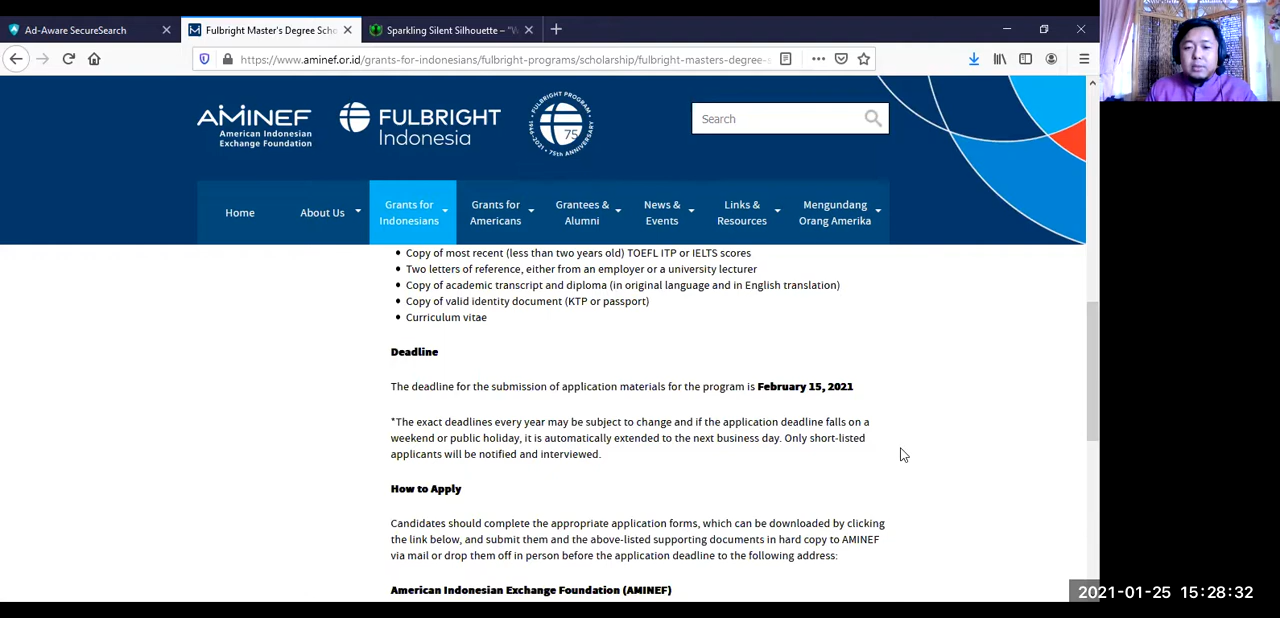 Ad-Aware SecureSearch
Fulbright Master's Degree Scho
Sparkling Silent Silhouette – "W
https://www.aminef.or.id/grants-for-indonesians/fulbright-programs/scholarship/fulbright-masters-degree-s
AMINEF
American Indonesian
Exchange Foundation
FULBRIGHT
Indonesia
FULBRIGHT PROGRAM
75
1946-2021 · 75th ANNIVERSARY
Search
Home
About Us
Grants for
Indonesians
Grants for
Americans
Grantees &
Alumni
News &
Events
Links &
Resources
Mengundang
Orang Amerika
• Copy of most recent (less than two years old) TOEFL ITP or IELTS scores
• Two letters of reference, either from an employer or a university lecturer
• Copy of academic transcript and diploma (in original language and in English translation)
• Copy of valid identity document (KTP or passport)
• Curriculum vitae
Deadline
The deadline for the submission of application materials for the program is February 15, 2021
*The exact deadlines every year may be subject to change and if the application deadline falls on a
weekend or public holiday, it is automatically extended to the next business day. Only short-listed
applicants will be notified and interviewed.
How to Apply
Candidates should complete the appropriate application forms, which can be downloaded by clicking
the link below, and submit them and the above-listed supporting documents in hard copy to AMINEF
via mail or drop them off in person before the application deadline to the following address:
American Indonesian Exchange Foundation (AMINEF)
2021-01-25 15:28:32